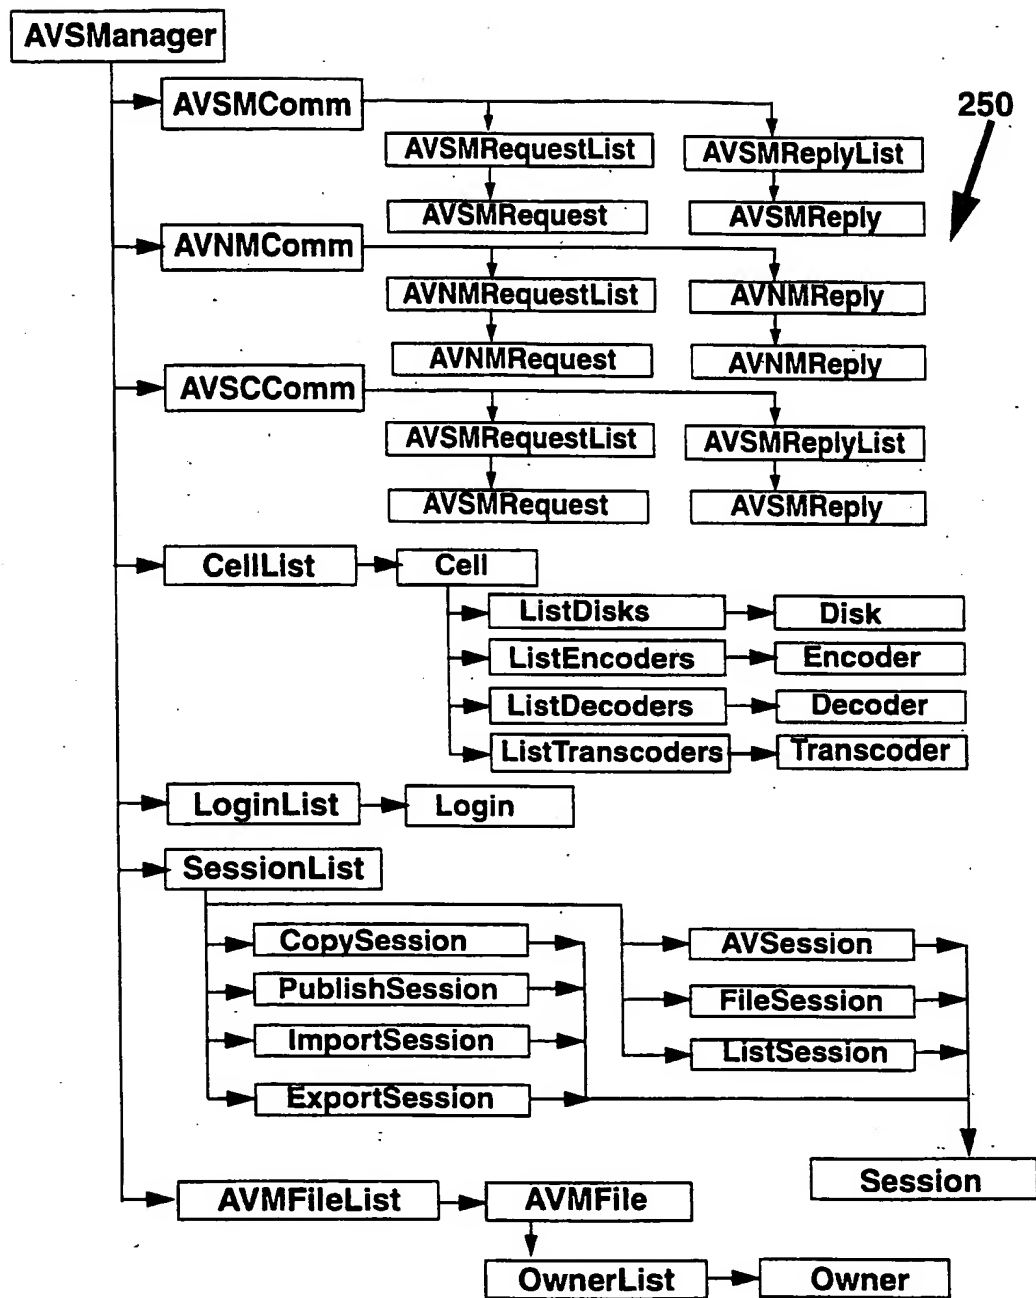 AVSManager
AVSMComm
250
AVSMRequestList
AVSMReplyList
AVSMRequest
AVSMReply
AVNMComm
AVNMRequestList
AVNMReply
AVNMRequest
AVNMReply
AVSCComm
AVSMRequestList
AVSMReplyList
AVSMRequest
AVSMReply
CellList
Cell
ListDisks
Disk
ListEncoders
Encoder
ListDecoders
Decoder
ListTranscoders
Transcoder
LoginList
Login
SessionList
CopySession
AVSession
PublishSession
FileSession
ImportSession
ListSession
ExportSession
Session
AVMFileList
AVMFile
OwnerList
Owner